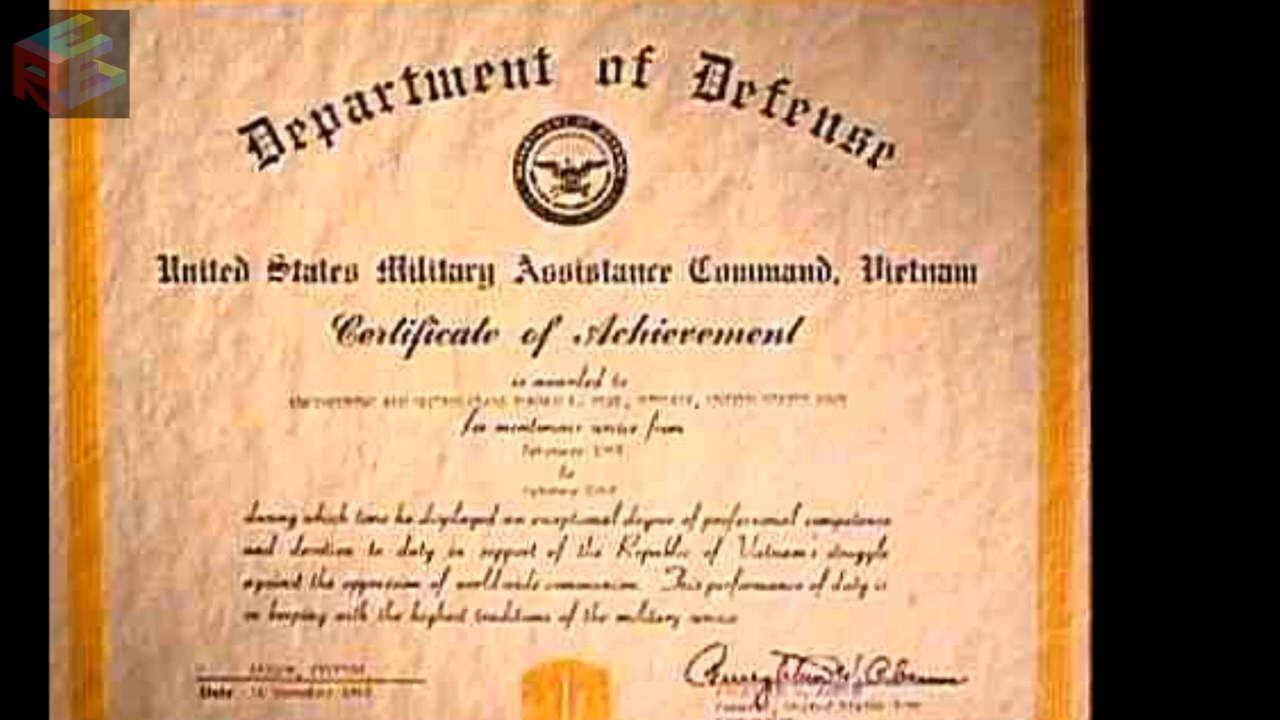 Department of Defense
United States Military Assistance Command, Vietnam
Certificate of Achievement
is awarded to
for meritorious service from
to
during which time he displayed an exceptional degree of professional competence
and devotion to duty in support of the Republic of Vietnam's struggle
against the oppression of world wide communism. This performance of duty is
in keeping with the highest traditions of the military service
Date